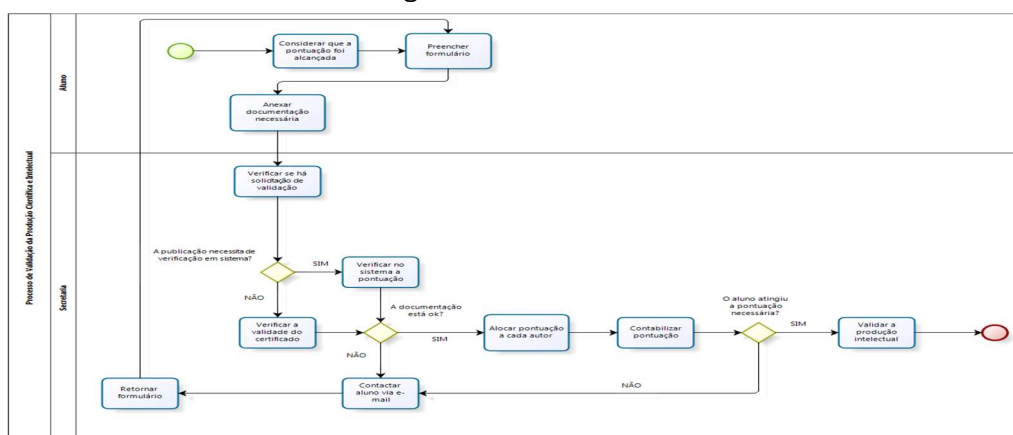 Processo de Validação da Produção Científica e Intelectual
Aluno
Considerar que a
pontuação foi
alcançada
Preencher
formulário
Anexar
documentação
necessária
Secretaria
Verificar se há
solicitação de
validação
A publicação necessita de
verificação em sistema?
SIM
Verificar no
sistema a
pontuação
NÃO
Verificar a
validade do
certificado
A documentação
está ok?
SIM
NÃO
Alocar pontuação
a cada autor
Contabilizar
pontuação
O aluno atingiu
a pontuação
necessária?
SIM
Validar a
produção
intelectual
NÃO
Contactar
aluno via e-
mail
Retornar
formulário